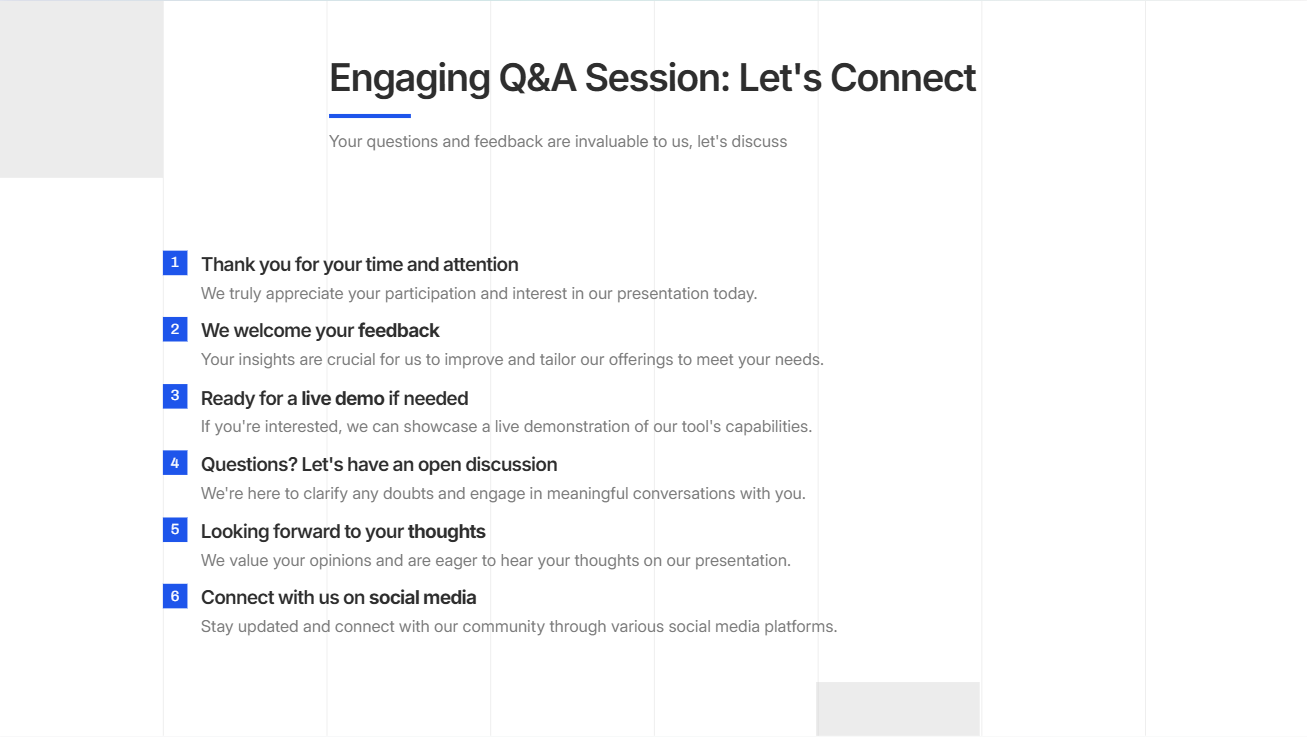 Engaging Q&A Session: Let's Connect
Your questions and feedback are invaluable to us, let's discuss
1 Thank you for your time and attention
We truly appreciate your participation and interest in our presentation today.
2 We welcome your feedback
Your insights are crucial for us to improve and tailor our offerings to meet your needs.
3 Ready for a live demo if needed
If you're interested, we can showcase a live demonstration of our tool's capabilities.
4 Questions? Let's have an open discussion
We're here to clarify any doubts and engage in meaningful conversations with you.
5 Looking forward to your thoughts
We value your opinions and are eager to hear your thoughts on our presentation.
6 Connect with us on social media
Stay updated and connect with our community through various social media platforms.